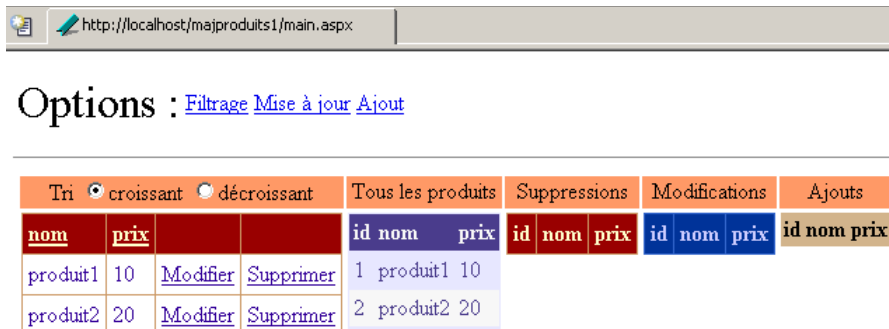 http://localhost/majproduits1/main.aspx
Options : Filtrage Mise à jour Ajout
Tri croissant décroissant Tous les produits Suppressions Modifications Ajouts
nom prix id nom prix id nom prix id nom prix id nom prix
produit1 10 Modifier Supprimer 1 produit1 10
produit2 20 Modifier Supprimer 2 produit2 20